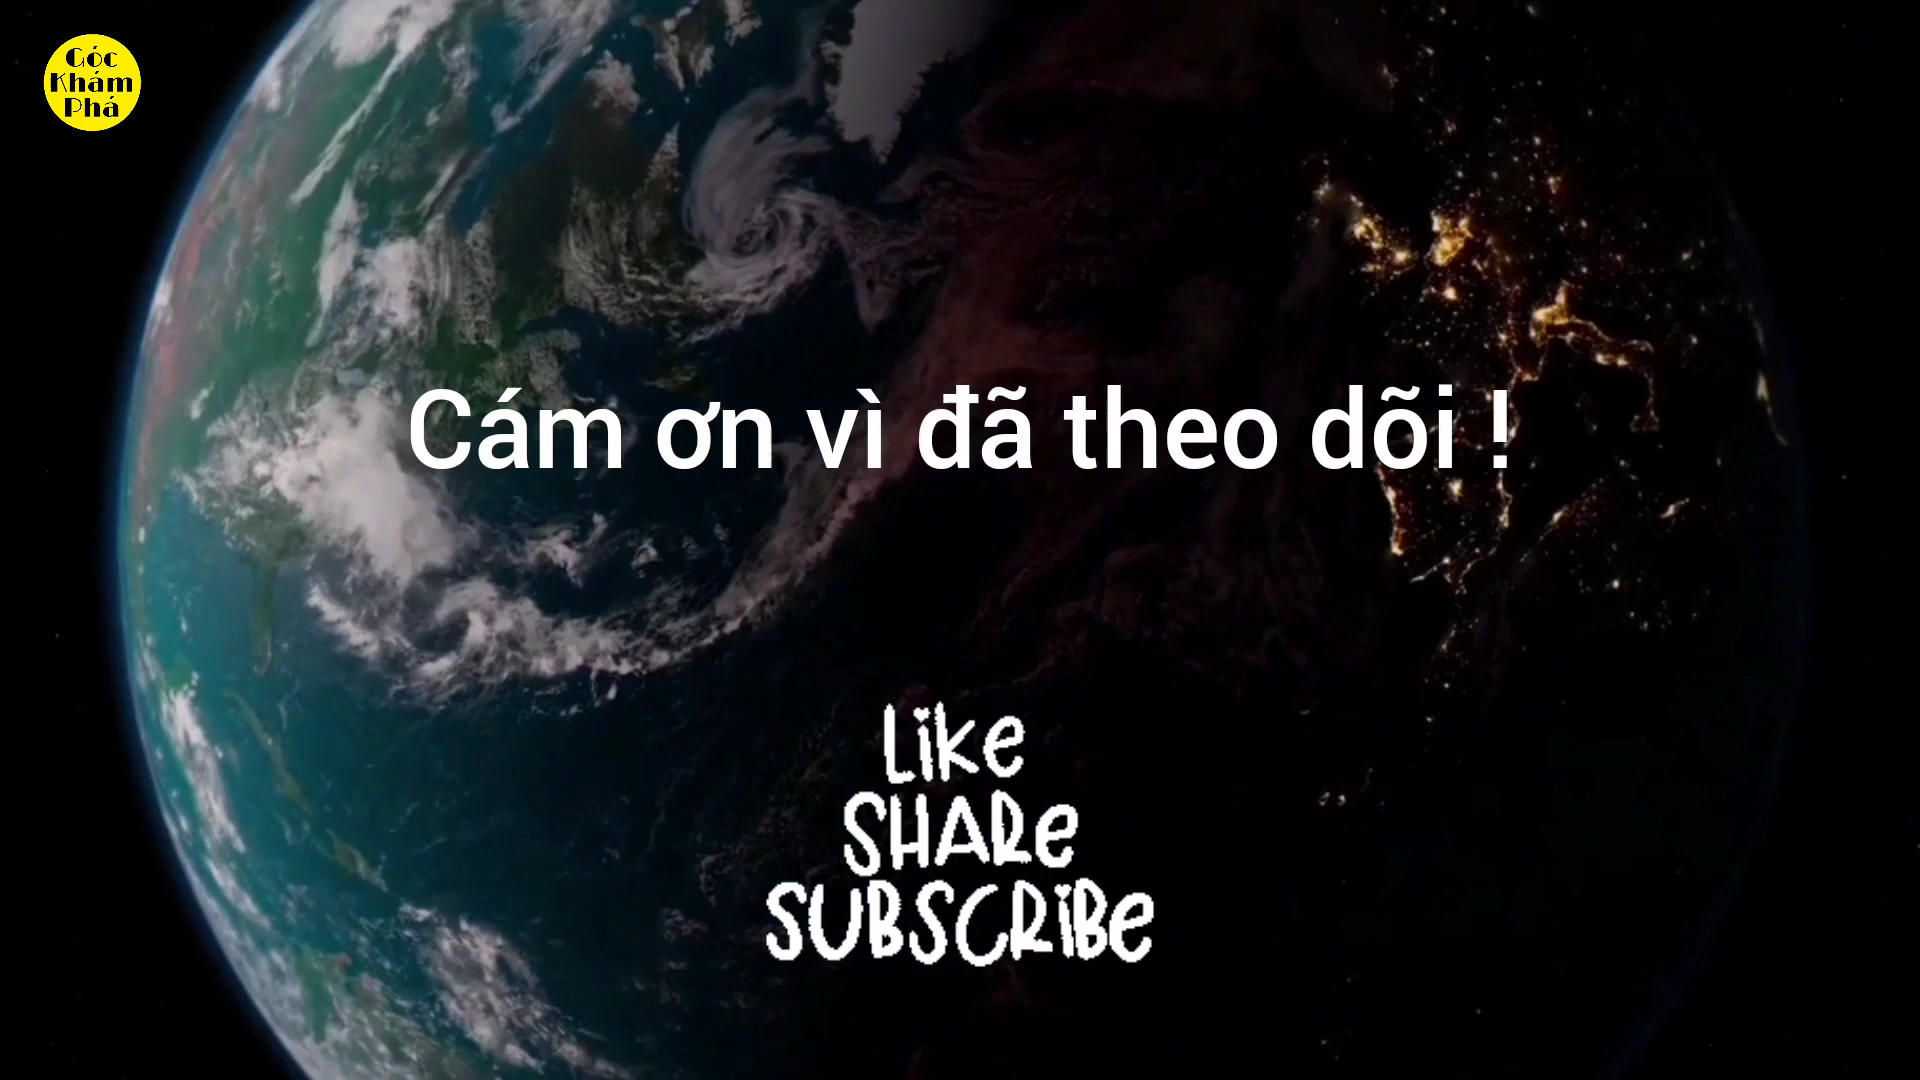 Góc
Khám
Phá
Cám ơn vì đã theo dõi !
Like
SHARe
SUBSCRiBe